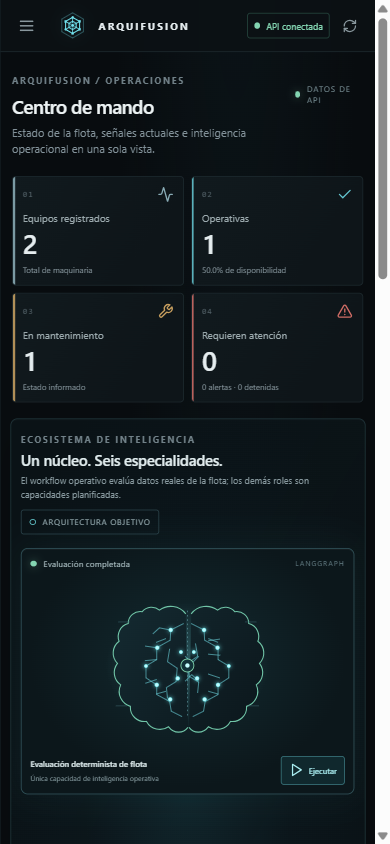 ARQUIFUSION
API conectada
ARQUIFUSION / OPERACIONES
DATOS DE
API
Centro de mando
Estado de la flota, señales actuales e inteligencia
operacional en una sola vista.
01
Equipos registrados
2
Total de maquinaria
02
Operativas
1
50.0% de disponibilidad
03
En mantenimiento
1
Estado informado
04
Requieren atención
0
0 alertas · 0 detenidas
ECOSISTEMA DE INTELIGENCIA
Un núcleo. Seis especialidades.
El workflow operativo evalúa datos reales de la flota; los demás roles son
capacidades planificadas.
ARQUITECTURA OBJETIVO
Evaluación completada
LANGGRAPH
Evaluación determinista de flota
Única capacidad de inteligencia operativa
Ejecutar